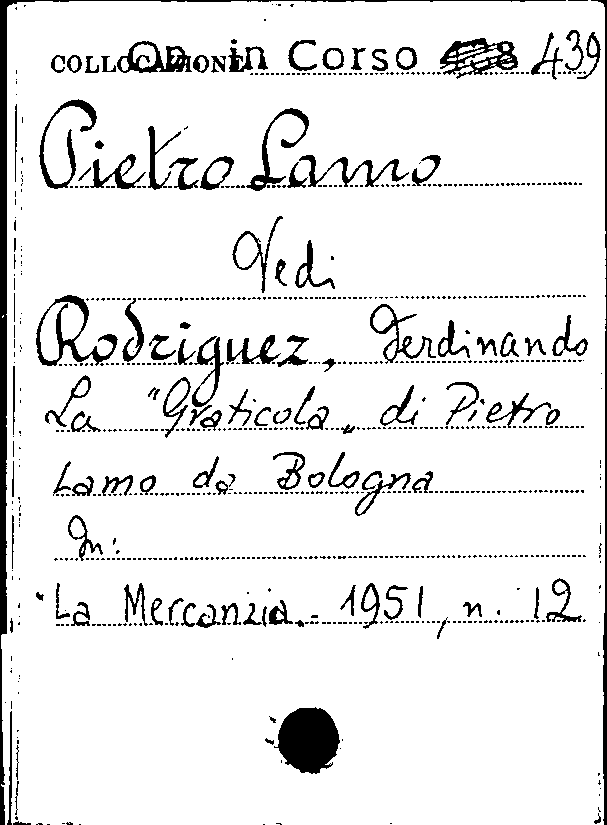 COLLOCAZIONE Op. in Corso 439
Pietro Lamo
Vedi
Rodriguez, Ferdinando
La "Graticola" di Pietro
Lamo da Bologna
In:
"La Mercanzia.- 1951, n. 12